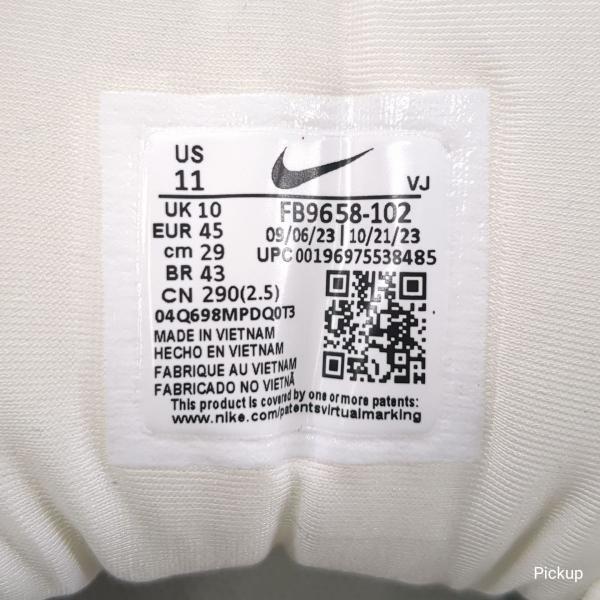 US
11
VJ
UK 10
FB9658-102
EUR 45
09/06/23 | 10/21/23
cm 29
UPC 00196975538485
BR 43
CN 290(2.5)
04Q698MPDQ0T3
MADE IN VIETNAM
HECHO EN VIETNAM
FABRIQUE AU VIETNAM
FABRICADO NO VIETNÃ
This product is covered by one or more patents:
www.nike.com/patentsvirtualmarking
Pickup